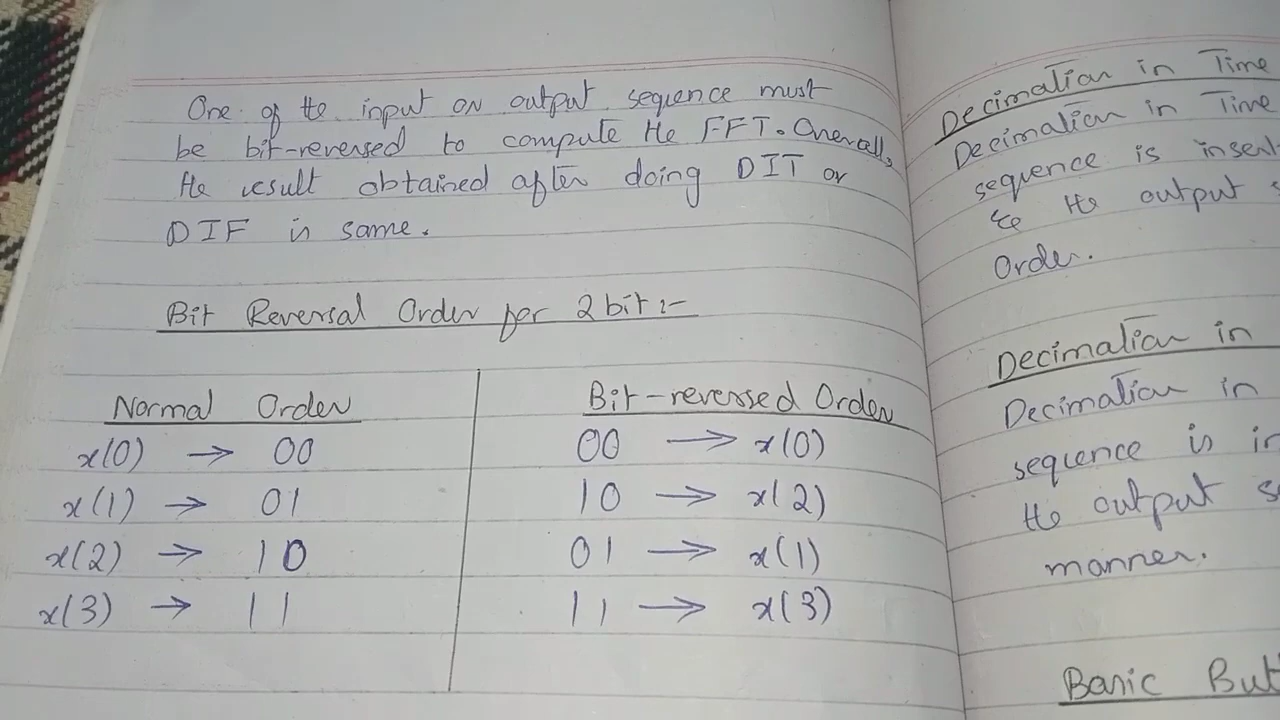 One of the input on output sequence must
be bit-reversed to compute the FFT. Overall,
the result obtained after doing DIT or
DIF is same.
Bit Reversal Order for 2 bit :-
Normal Order
x(0) → 00
x(1) → 01
x(2) → 10
x(3) → 11
Bit-reversed Order
00 → x(0)
10 → x(2)
01 → x(1)
11 → x(3)
Decimation in Time
Decimation in Time
sequence is
to the output
Order.
Decimation in
Decimation in
sequence is
the output
manner.
Basic